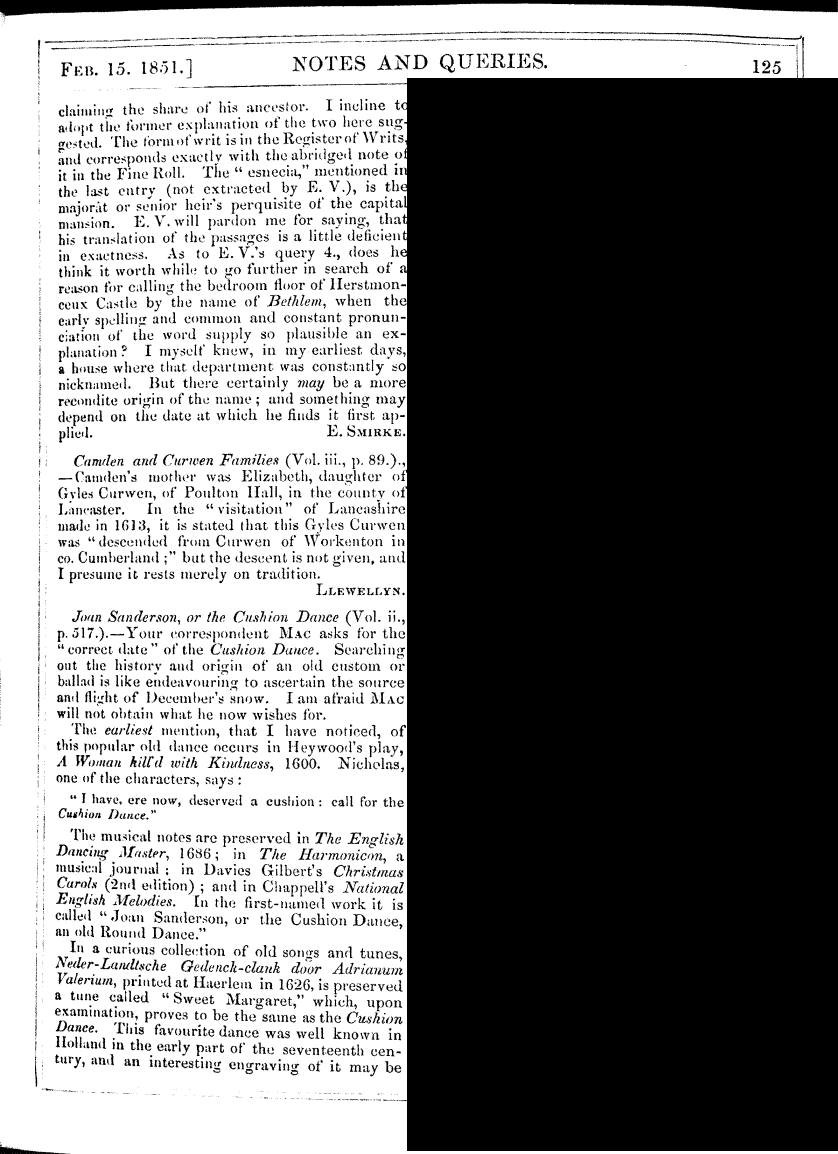 FEB. 15. 1851.] NOTES AND QUERIES. 125
claiming the share of his ancestor. I incline to
adopt the former explanation of the two here sug-
gested. The form of writ is in the Register of Writs,
and corresponds exactly with the abridged note of
it in the Fine Roll. The "esnecia," mentioned in
the last entry (not extracted by E. V.), is the
majorat or senior heir's perquisite of the capital
mansion. E. V. will pardon me for saying, that
his translation of the passages is a little deficient
in exactness. As to E. V.'s query 4., does he
think it worth while to go further in search of a
reason for calling the bedroom floor of Herstmon-
ceux Castle by the name of Bethlem, when the
early spelling and common and constant pronun-
ciation of the word supply so plausible an ex-
planation? I myself knew, in my earliest days,
a house where that department was constantly so
nicknamed. But there certainly may be a more
recondite origin of the name; and something may
depend on the date at which he finds it first ap-
plied. E. SMIRKE.
Camden and Curwen Families (Vol. iii., p. 89.).,
—Camden's mother was Elizabeth, daughter of
Gyles Curwen, of Poulton Hall, in the county of
Lancaster. In the "visitation" of Lancashire
made in 1613, it is stated that this Gyles Curwen
was "descended from Curwen of Workenton in
co. Cumberland;" but the descent is not given, and
I presume it rests merely on tradition.
LLEWELLYN.
Joan Sanderson, or the Cushion Dance (Vol. ii.,
p. 517.).—Your correspondent MAC asks for the
"correct date" of the Cushion Dance. Searching
out the history and origin of an old custom or
ballad is like endeavouring to ascertain the source
and flight of December's snow. I am afraid MAC
will not obtain what he now wishes for.
The earliest mention, that I have noticed, of
this popular old dance occurs in Heywood's play,
A Woman kill'd with Kindness, 1600. Nicholas,
one of the characters, says:
"I have, ere now, deserved a cushion: call for the
Cushion Dance."
The musical notes are preserved in The English
Dancing Master, 1686; in The Harmonicon, a
musical journal; in Davies Gilbert's Christmas
Carols (2nd edition); and in Chappell's National
English Melodies. In the first-named work it is
called "Joan Sanderson, or the Cushion Dance,
an old Round Dance."
In a curious collection of old songs and tunes,
Neder-Landtsche Gedenck-clank door Adrianum
Valerium, printed at Haerlem in 1626, is preserved
a tune called "Sweet Margaret," which, upon
examination, proves to be the same as the Cushion
Dance. This favourite dance was well known in
Holland in the early part of the seventeenth cen-
tury, and an interesting engraving of it may be